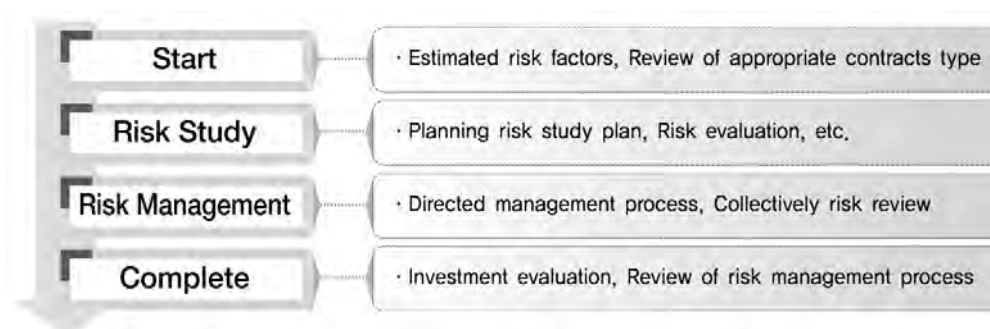 Start
· Estimated risk factors, Review of appropriate contracts type
Risk Study
· Planning risk study plan, Risk evaluation, etc.
Risk Management
· Directed management process, Collectively risk review
Complete
· Investment evaluation, Review of risk management process